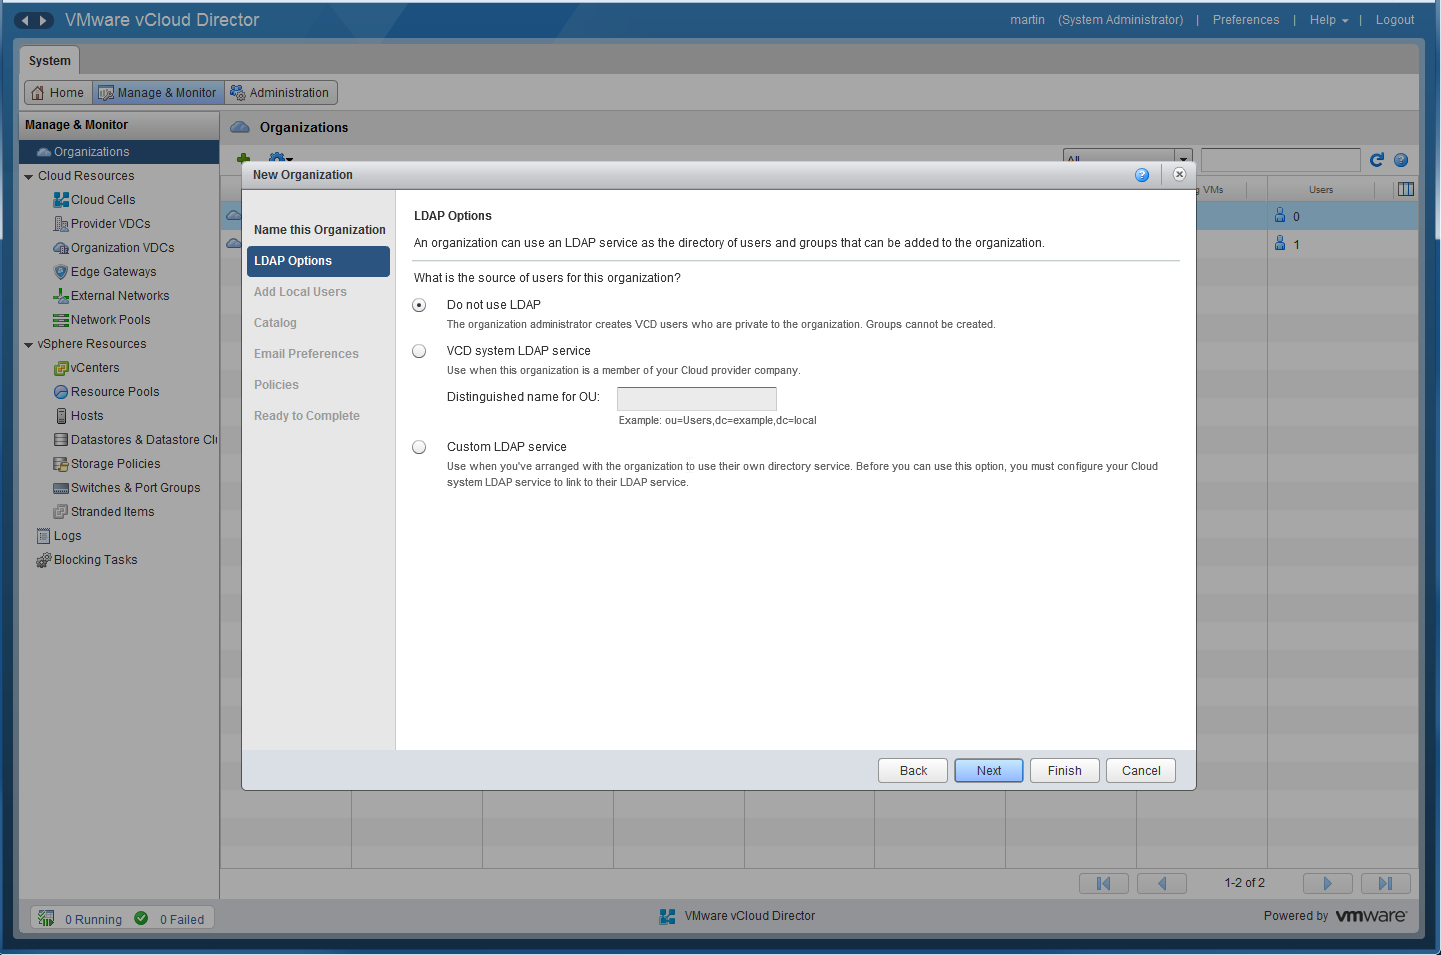 VMware vCloud Director
martin (System Administrator) | Preferences | Help | Logout
System
Home Manage & Monitor Administration
Manage & Monitor
Organizations
Cloud Resources
Cloud Cells
Provider VDCs
Organization VDCs
Edge Gateways
External Networks
Network Pools
vSphere Resources
vCenters
Resource Pools
Hosts
Datastores & Datastore
Storage Policies
Switches & Port Groups
Stranded Items
Logs
Blocking Tasks
Organizations
All
VMs Users
0
1
New Organization
Name this Organization
LDAP Options
Add Local Users
Catalog
Email Preferences
Policies
Ready to Complete
LDAP Options
An organization can use an LDAP service as the directory of users and groups that can be added to the organization.
What is the source of users for this organization?
Do not use LDAP
The organization administrator creates VCD users who are private to the organization. Groups cannot be created.
VCD system LDAP service
Use when this organization is a member of your Cloud provider company.
Distinguished name for OU:
Example: ou=Users,dc=example,dc=local
Custom LDAP service
Use when you've arranged with the organization to use their own directory service. Before you can use this option, you must configure your Cloud
system LDAP service to link to their LDAP service.
Back Next Finish Cancel
1-2 of 2
0 Running 0 Failed
VMware vCloud Director
Powered by vmware